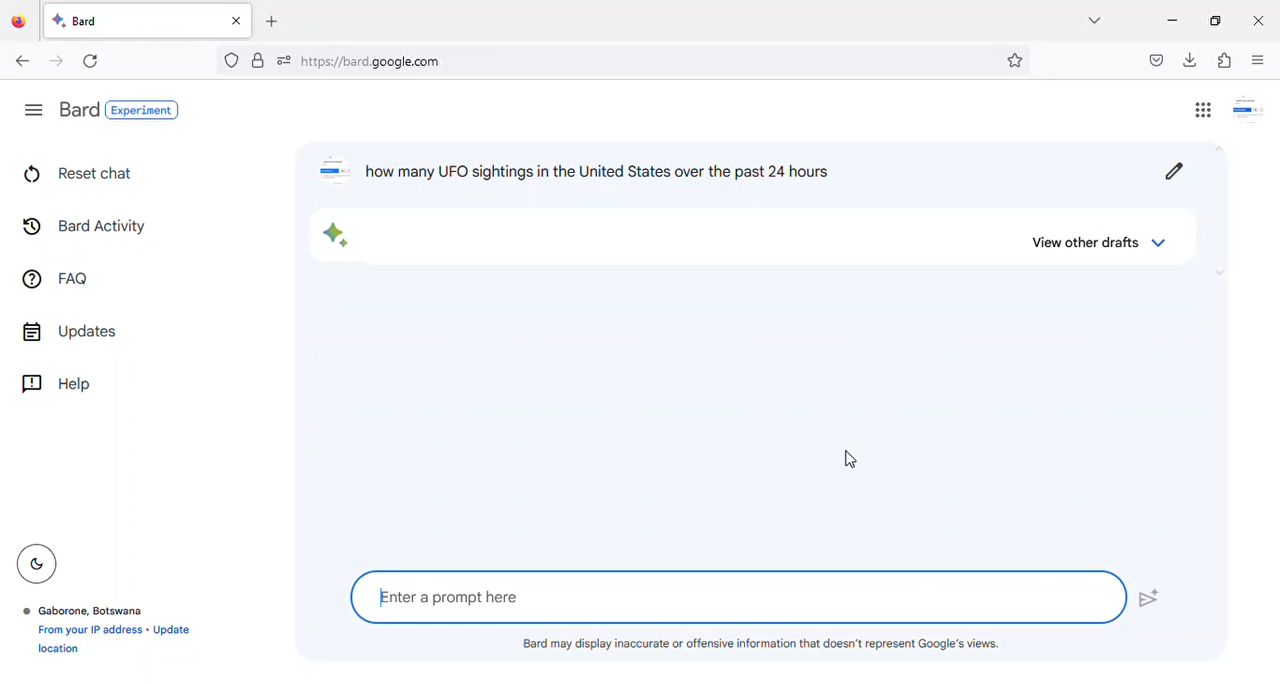 Bard
https://bard.google.com
Bard Experiment
Reset chat
Bard Activity
FAQ
Updates
Help
Gaborone, Botswana
From your IP address • Update
location
how many UFO sightings in the United States over the past 24 hours
View other drafts
Enter a prompt here
Bard may display inaccurate or offensive information that doesn't represent Google's views.